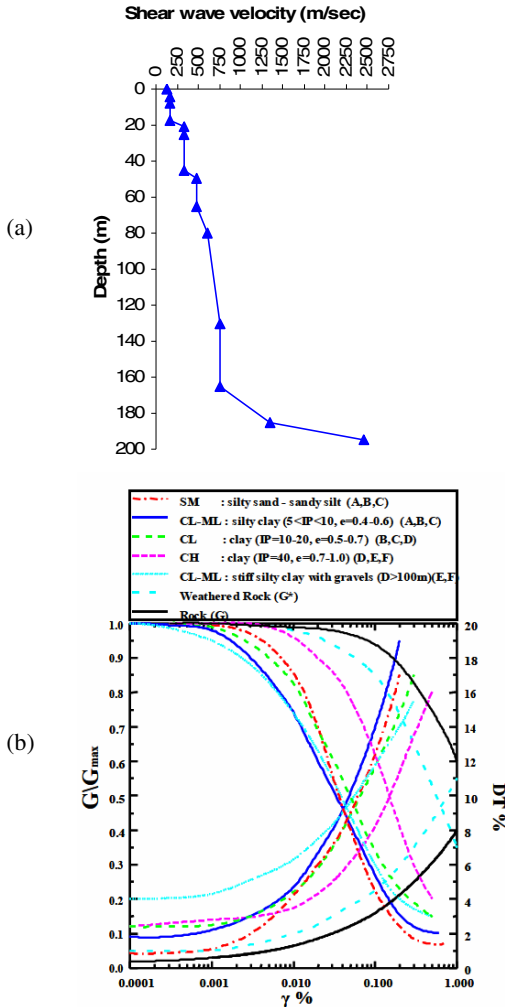 Shear wave velocity (m/sec)
0 250 500 750 1000 1250 1500 1750 2000 2250 2500 2750
0
20
40
60
80
100
120
140
160
180
200
Depth (m)
(a)
SM : silty sand - sandy silt (A,B,C)
CL-ML : silty clay (5<IP<10, e=0.4-0.6) (A,B,C)
CL : clay (IP=10-20, e=0.5-0.7) (B,C,D)
CH : clay (IP=40, e=0.7-1.0) (D,E,F)
CL-ML : stiff silty clay with gravels (D>100m)(E,F)
Weathered Rock (G*)
Rock (G)
(b)
G\Gmax
1.0
0.9
0.8
0.7
0.6
0.5
0.4
0.3
0.2
0.1
0.0
20
18
16
14
12
10
8
6
4
2
0
DT %
0.0001 0.001 0.010 0.100 1.000
γ %